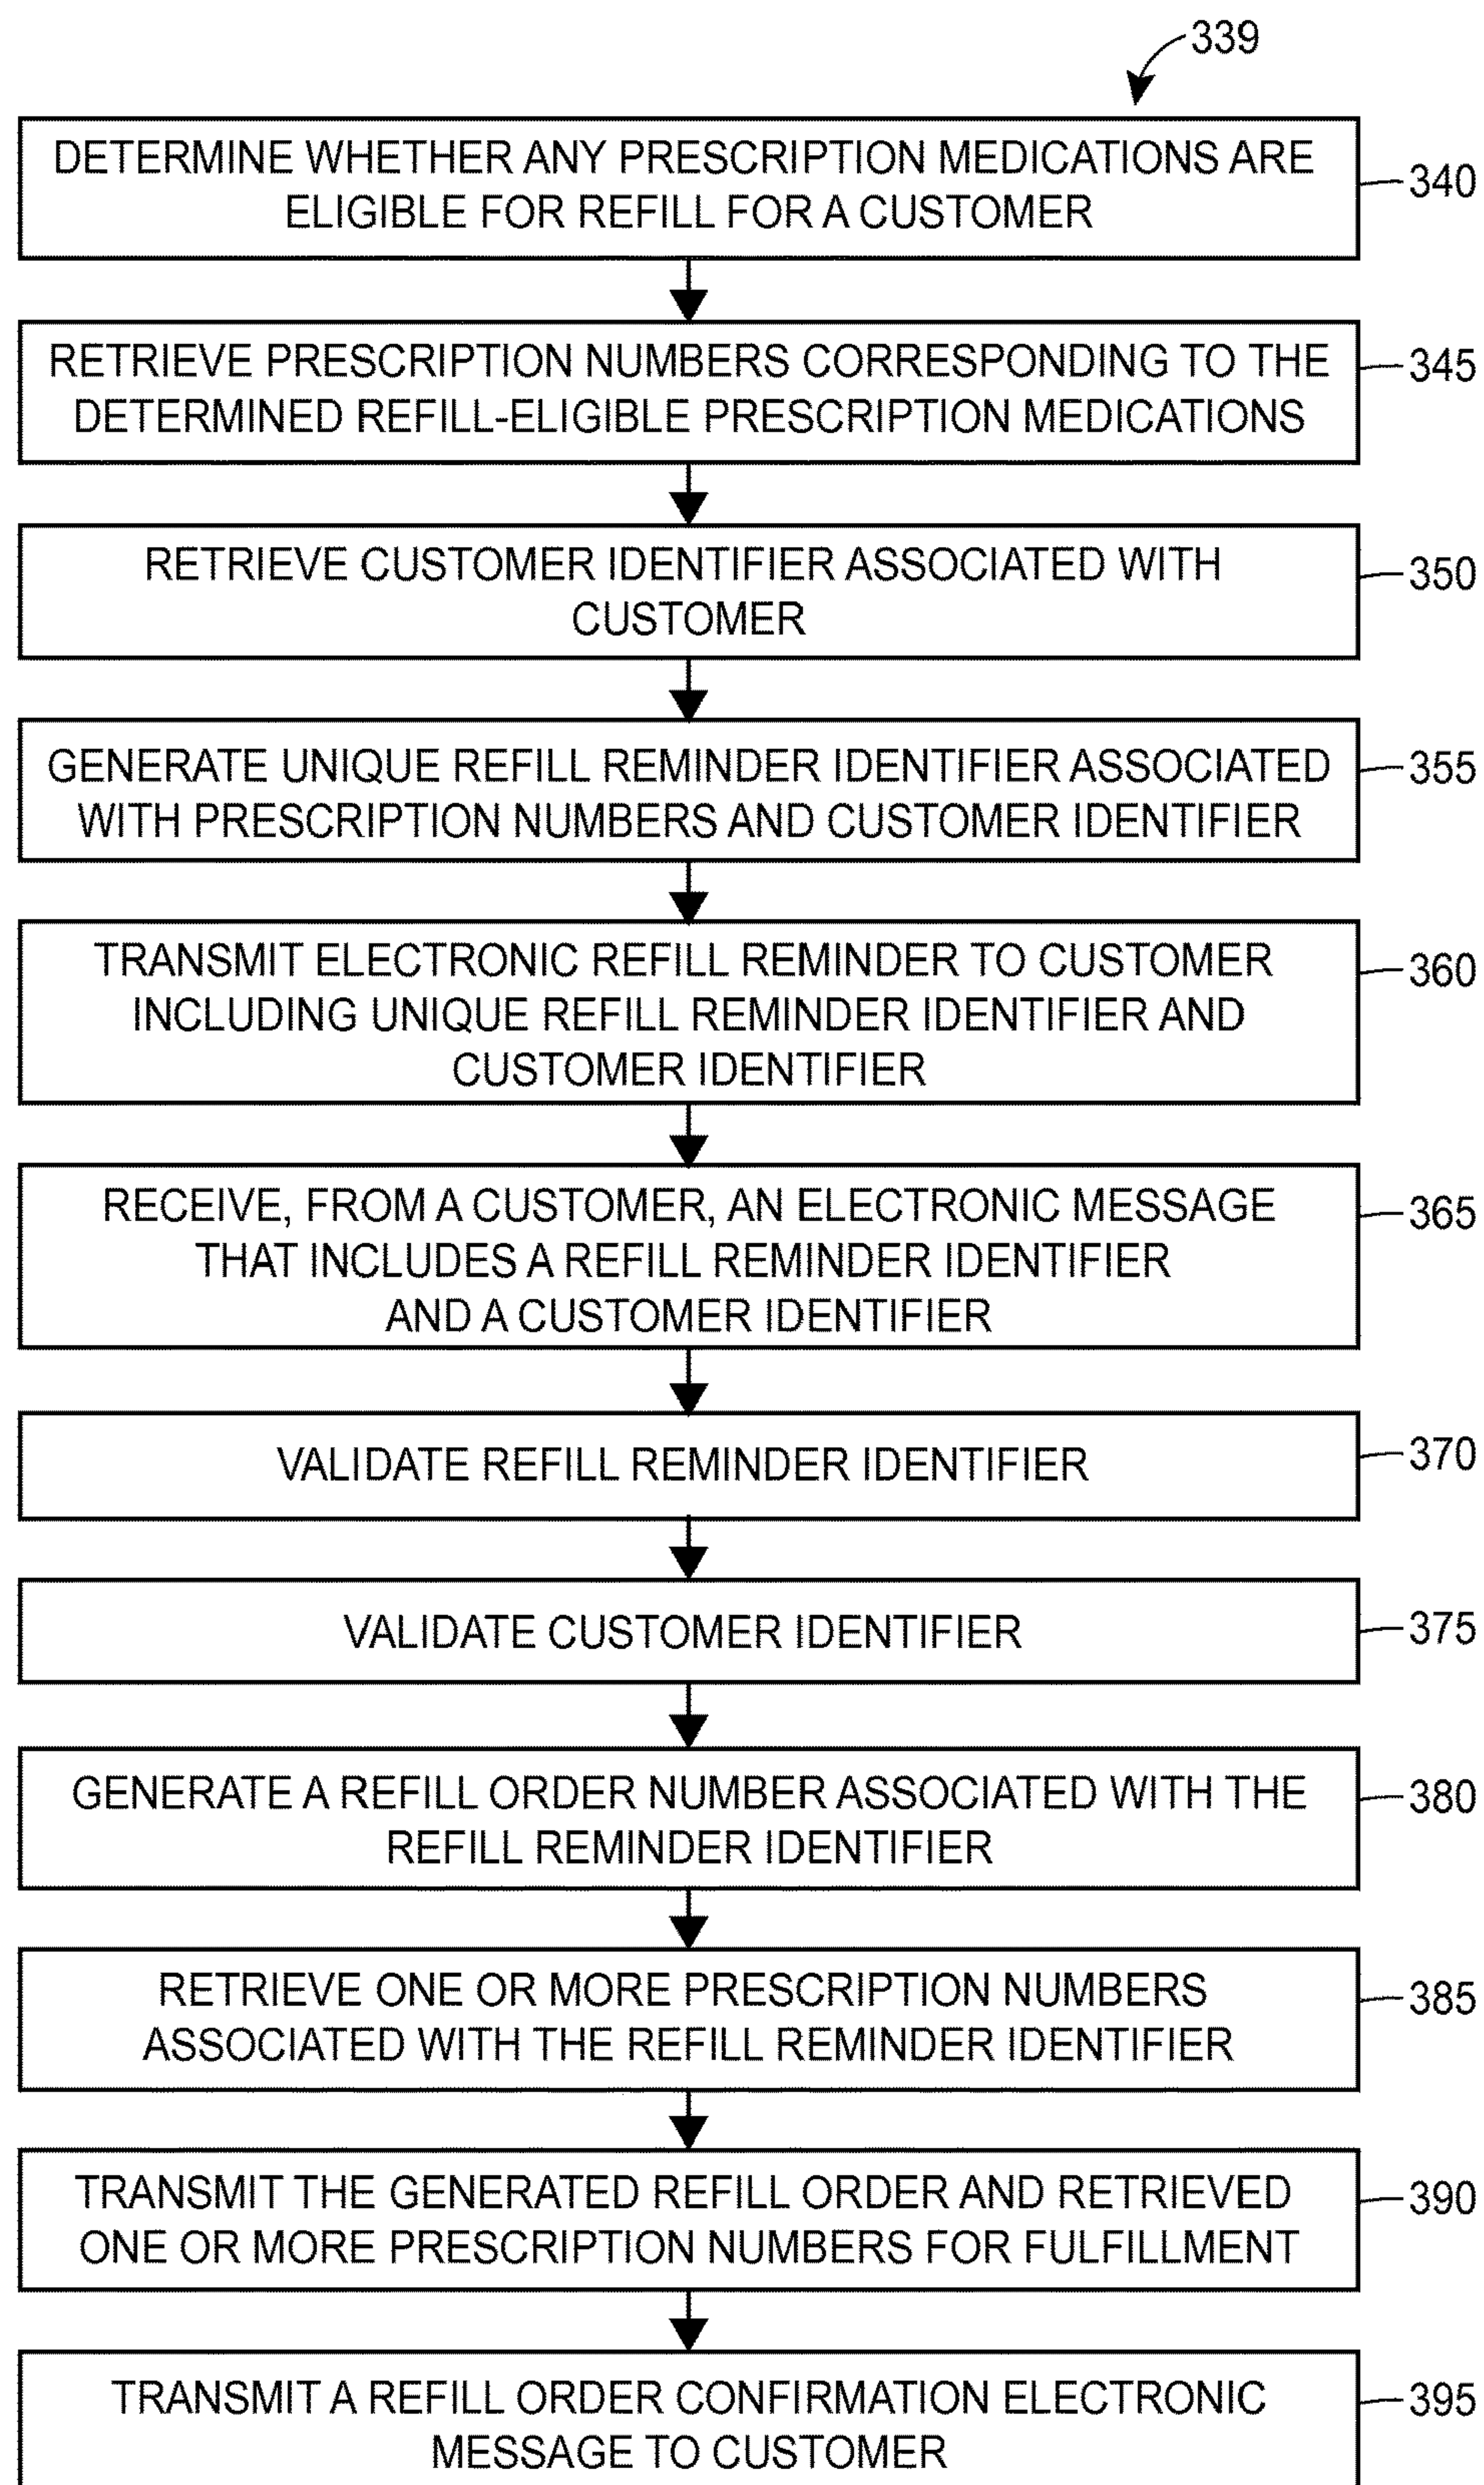 339
DETERMINE WHETHER ANY PRESCRIPTION MEDICATIONS ARE
ELIGIBLE FOR REFILL FOR A CUSTOMER
340
RETRIEVE PRESCRIPTION NUMBERS CORRESPONDING TO THE
DETERMINED REFILL-ELIGIBLE PRESCRIPTION MEDICATIONS
345
RETRIEVE CUSTOMER IDENTIFIER ASSOCIATED WITH
CUSTOMER
350
GENERATE UNIQUE REFILL REMINDER IDENTIFIER ASSOCIATED
WITH PRESCRIPTION NUMBERS AND CUSTOMER IDENTIFIER
355
TRANSMIT ELECTRONIC REFILL REMINDER TO CUSTOMER
INCLUDING UNIQUE REFILL REMINDER IDENTIFIER AND
CUSTOMER IDENTIFIER
360
RECEIVE, FROM A CUSTOMER, AN ELECTRONIC MESSAGE
THAT INCLUDES A REFILL REMINDER IDENTIFIER
AND A CUSTOMER IDENTIFIER
365
VALIDATE REFILL REMINDER IDENTIFIER
370
VALIDATE CUSTOMER IDENTIFIER
375
GENERATE A REFILL ORDER NUMBER ASSOCIATED WITH THE
REFILL REMINDER IDENTIFIER
380
RETRIEVE ONE OR MORE PRESCRIPTION NUMBERS
ASSOCIATED WITH THE REFILL REMINDER IDENTIFIER
385
TRANSMIT THE GENERATED REFILL ORDER AND RETRIEVED
ONE OR MORE PRESCRIPTION NUMBERS FOR FULFILLMENT
390
TRANSMIT A REFILL ORDER CONFIRMATION ELECTRONIC
MESSAGE TO CUSTOMER
395